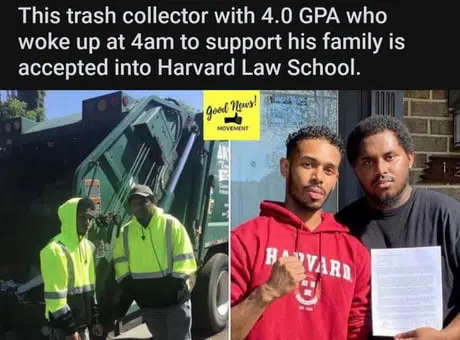 This trash collector with 4.0 GPA who
woke up at 4am to support his family is
accepted into Harvard Law School.
Good News!
MOVEMENT
HARVARD